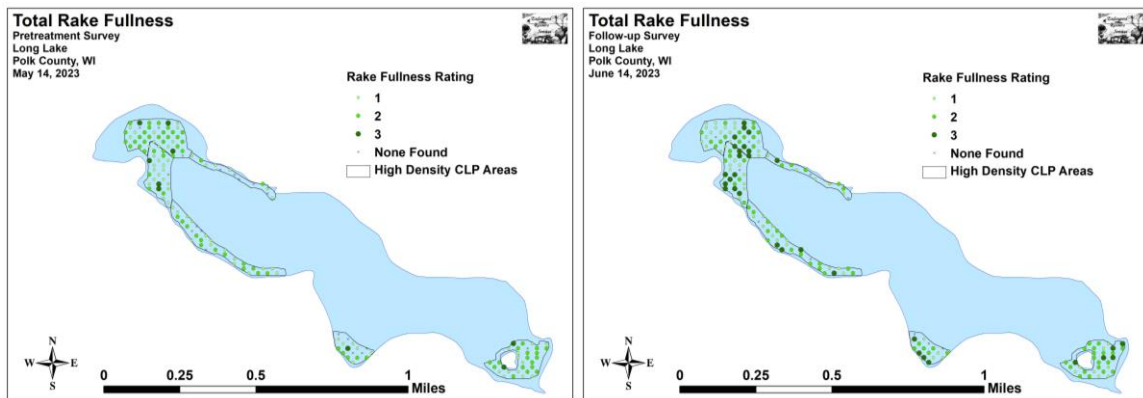 Total Rake Fullness
Pretreatment Survey
Long Lake
Polk County, WI
May 14, 2023
Rake Fullness Rating
1
2
3
None Found
High Density CLP Areas
N
W E
S
0 0.25 0.5 1
Miles
Total Rake Fullness
Follow-up Survey
Long Lake
Polk County, WI
June 14, 2023
Rake Fullness Rating
1
2
3
None Found
High Density CLP Areas
N
W E
S
0 0.25 0.5 1
Miles